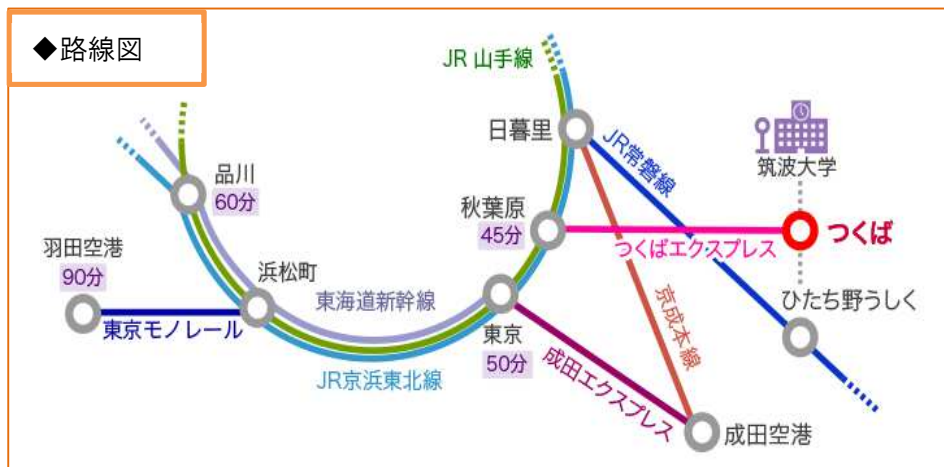 ◆路線図
JR 山手線
日暮里
JR常磐線
筑波大学
品川
60分
秋葉原
45分
つくばエクスプレス
つくば
羽田空港
90分
浜松町
東海道新幹線
東京
50分
京成本線
ひたち野うしく
東京モノレール
JR京浜東北線
成田エクスプレス
成田空港